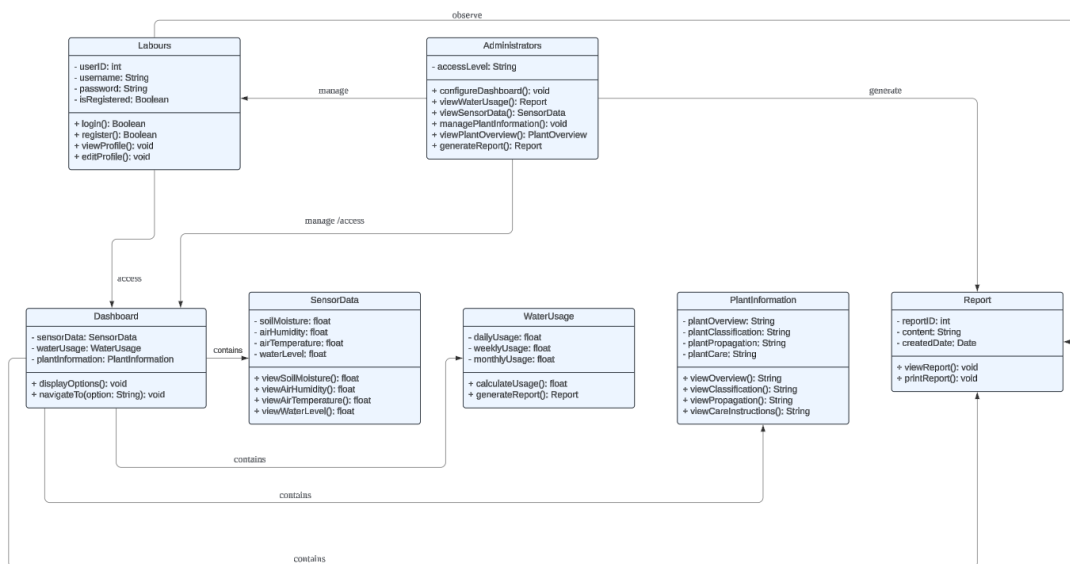 observe
Labours
- userID: int
- username: String
- password: String
- isRegistered: Boolean
+ login(): Boolean
+ register(): Boolean
+ viewProfile(): void
+ editProfile(): void
manage
Administrators
- accessLevel: String
+ configureDashboard(): void
+ viewWaterUsage(): Report
+ viewSensorData(): SensorData
+ managePlantInformation(): void
+ viewPlantOverview(): PlantOverview
+ generateReport(): Report
generate
manage /access
access
Dashboard
- sensorData: SensorData
- waterUsage: WaterUsage
- plantInformation: PlantInformation
+ displayOptions(): void
+ navigateTo(option: String): void
contains
SensorData
- soilMoisture: float
- airHumidity: float
- airTemperature: float
- waterLevel: float
+ viewSoilMoisture(): float
+ viewAirHumidity(): float
+ viewAirTemperature(): float
+ viewWaterLevel(): float
WaterUsage
- dailyUsage: float
- weeklyUsage: float
- monthlyUsage: float
+ calculateUsage(): float
+ generateReport(): Report
PlantInformation
- plantOverview: String
- plantClassification: String
- plantPropagation: String
- plantCare: String
+ viewOverview(): String
+ viewClassification(): String
+ viewPropagation(): String
+ viewCareInstructions(): String
Report
- reportID: int
- content: String
- createdDate: Date
+ viewReport(): void
+ printReport(): void
contains
contains
contains